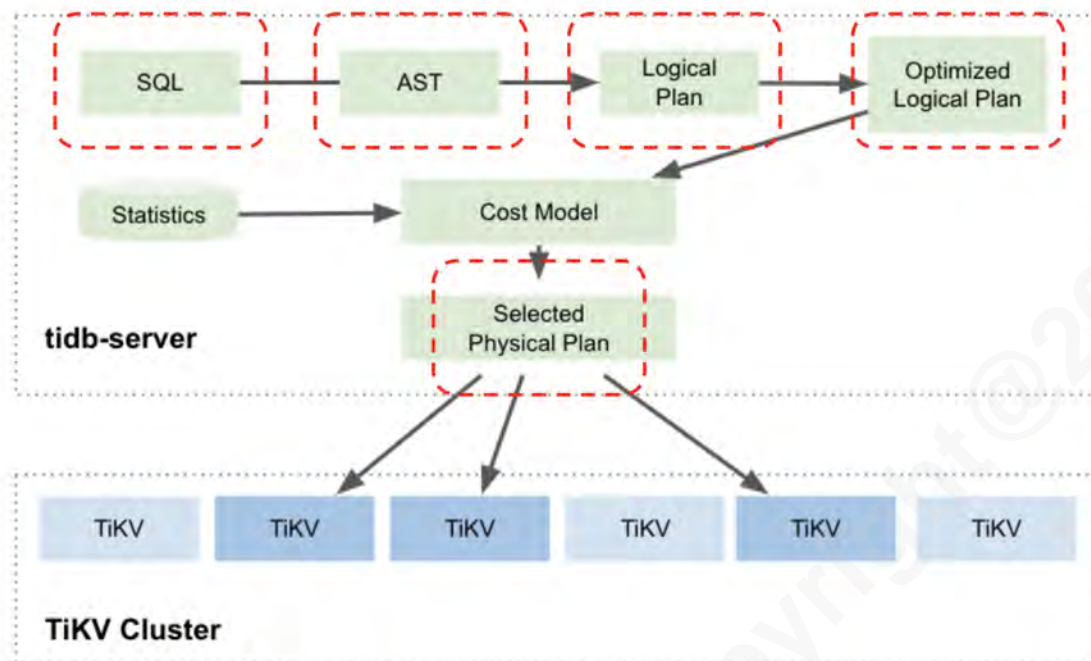 SQL
AST
Logical
Plan
Optimized
Logical Plan
Statistics
Cost Model
Selected
Physical Plan
tidb-server
TiKV
TiKV
TiKV
TiKV
TiKV
TiKV
TiKV Cluster